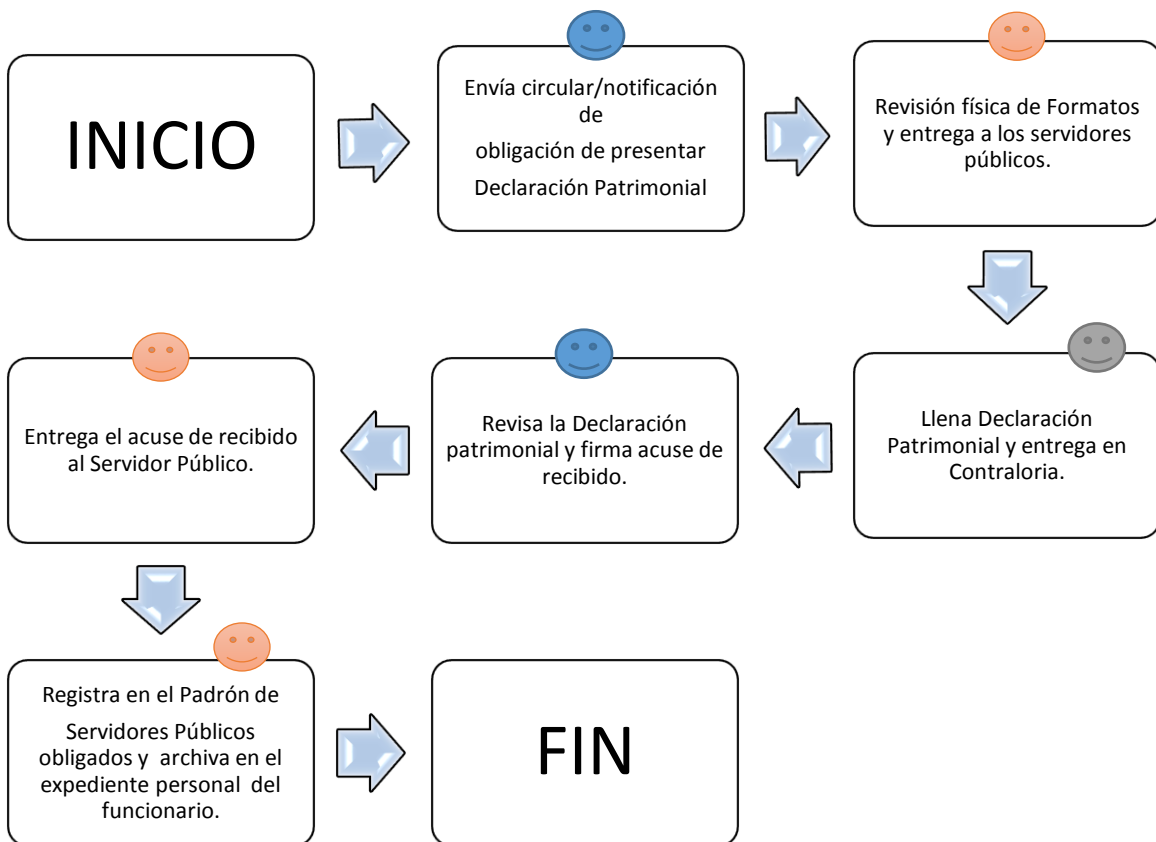 INICIO
Envía circular/notificación
de
obligación de presentar
Declaración Patrimonial
Revisión física de Formatos
y entrega a los servidores
públicos.
Llena Declaración
Patrimonial y entrega en
Contraloria.
Revisa la Declaración
patrimonial y firma acuse de
recibido.
Entrega el acuse de recibido
al Servidor Público.
Registra en el Padrón de
Servidores Públicos
obligados y archiva en el
expediente personal del
funcionario.
FIN